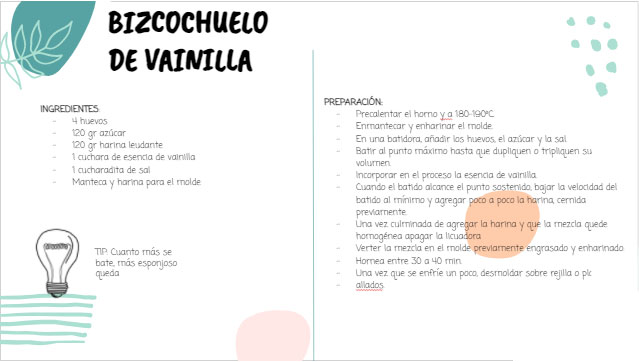 BIZCOCHUELO
DE VAINILLA
INGREDIENTES:
- 4 huevos
- 120 gr azúcar
- 120 gr harina leudante
- 1 cuchara de esencia de vainilla
- 1 cucharadita de sal
- Manteca y harina para el molde
TIP: Cuanto más se
bate, más esponjoso
queda
PREPARACIÓN:
- Precalentar el horno y a 180-190°C
- Enmantecar y enharinar el molde.
- En una batidora, añadir los huevos, el azúcar y la sal
- Batir al punto máximo hasta que dupliquen o tripliquen su
volumen.
- Incorporar en el proceso la esencia de vainilla.
- Cuando el batido alcance el punto sostenido, bajar la velocidad del
batido al mínimo y agregar poco a poco la harina, cernida
previamente.
- Una vez culminada de agregar la harina y que la mezcla quede
homogénea apagar la licuadora
- Verter la mezcla en el molde previamente engrasado y enharinado.
- Hornea entre 30 a 40 min.
- Una vez que se enfríe un poco, desmoldar sobre rejilla o plc
- allados.